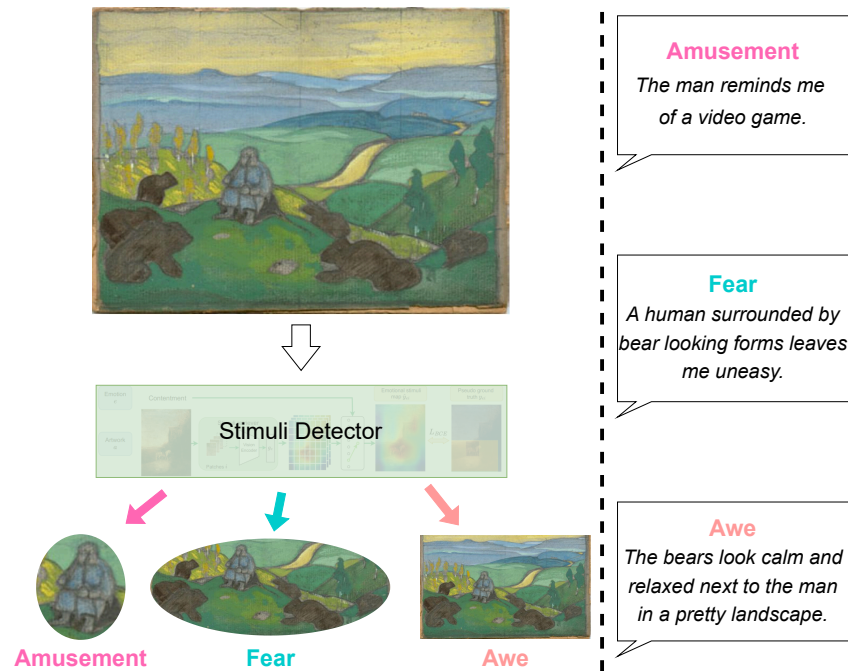 Amusement
The man reminds me
of a video game.
Fear
A human surrounded by
bear looking forms leaves
me uneasy.
Stimuli Detector
Contentment
Awe
The bears look calm and
relaxed next to the man
in a pretty landscape.
Amusement
Fear
Awe